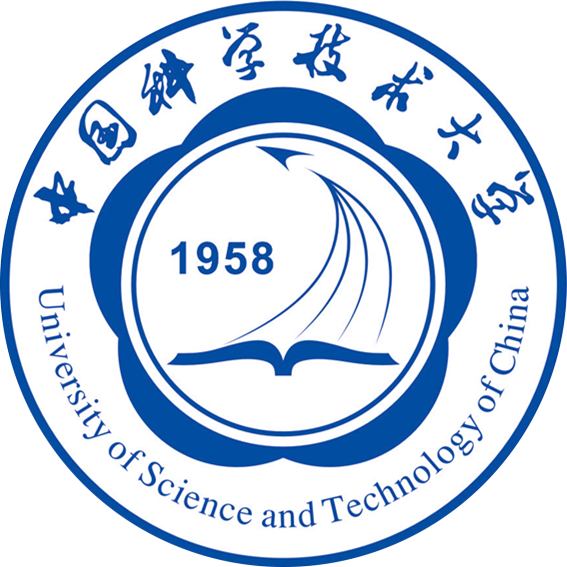 中国科学技术大学
1958
University of Science and Technology of China